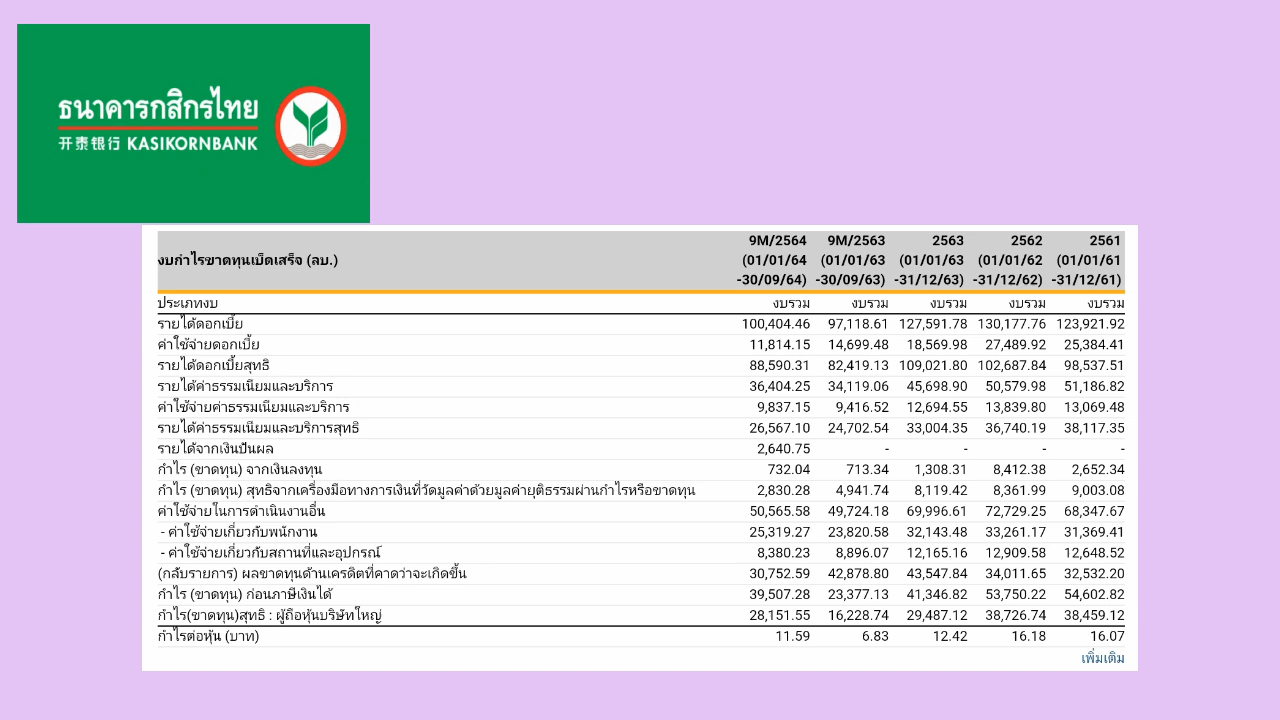 ธนาคารกสิกรไทย
开泰银行 KASIKORNBANK
งบกำไรขาดทุนเบ็ดเสร็จ (ลบ.) 9M/2564 (01/01/64 -30/09/64) 9M/2563 (01/01/63 -30/09/63) 2563 (01/01/63 -31/12/63) 2562 (01/01/62 -31/12/62) 2561 (01/01/61 -31/12/61)
ประเภทงบ งบรวม งบรวม งบรวม งบรวม งบรวม
รายได้ดอกเบี้ย 100,404.46 97,118.61 127,591.78 130,177.76 123,921.92
ค่าใช้จ่ายดอกเบี้ย 11,814.15 14,699.48 18,569.98 27,489.92 25,384.41
รายได้ดอกเบี้ยสุทธิ 88,590.31 82,419.13 109,021.80 102,687.84 98,537.51
รายได้ค่าธรรมเนียมและบริการ 36,404.25 34,119.06 45,698.90 50,579.98 51,186.82
ค่าใช้จ่ายค่าธรรมเนียมและบริการ 9,837.15 9,416.52 12,694.55 13,839.80 13,069.48
รายได้ค่าธรรมเนียมและบริการสุทธิ 26,567.10 24,702.54 33,004.35 36,740.19 38,117.35
รายได้จากเงินปันผล 2,640.75 - - - -
กำไร (ขาดทุน) จากเงินลงทุน 732.04 713.34 1,308.31 8,412.38 2,652.34
กำไร (ขาดทุน) สุทธิจากเครื่องมือทางการเงินที่วัดมูลค่าด้วยมูลค่ายุติธรรมผ่านกำไรหรือขาดทุน 2,830.28 4,941.74 8,119.42 8,361.99 9,003.08
ค่าใช้จ่ายในการดำเนินงานอื่น 50,565.58 49,724.18 69,996.61 72,729.25 68,347.67
- ค่าใช้จ่ายเกี่ยวกับพนักงาน 25,319.27 23,820.58 32,143.48 33,261.17 31,369.41
- ค่าใช้จ่ายเกี่ยวกับสถานที่และอุปกรณ์ 8,380.23 8,896.07 12,165.16 12,909.58 12,648.52
(กลับรายการ) ผลขาดทุนด้านเครดิตที่คาดว่าจะเกิดขึ้น 30,752.59 42,878.80 43,547.84 34,011.65 32,532.20
กำไร (ขาดทุน) ก่อนภาษีเงินได้ 39,507.28 23,377.13 41,346.82 53,750.22 54,602.82
กำไร(ขาดทุน)สุทธิ : ผู้ถือหุ้นบริษัทใหญ่ 28,151.55 16,228.74 29,487.12 38,726.74 38,459.12
กำไรต่อหุ้น (บาท) 11.59 6.83 12.42 16.18 16.07
เพิ่มเติม